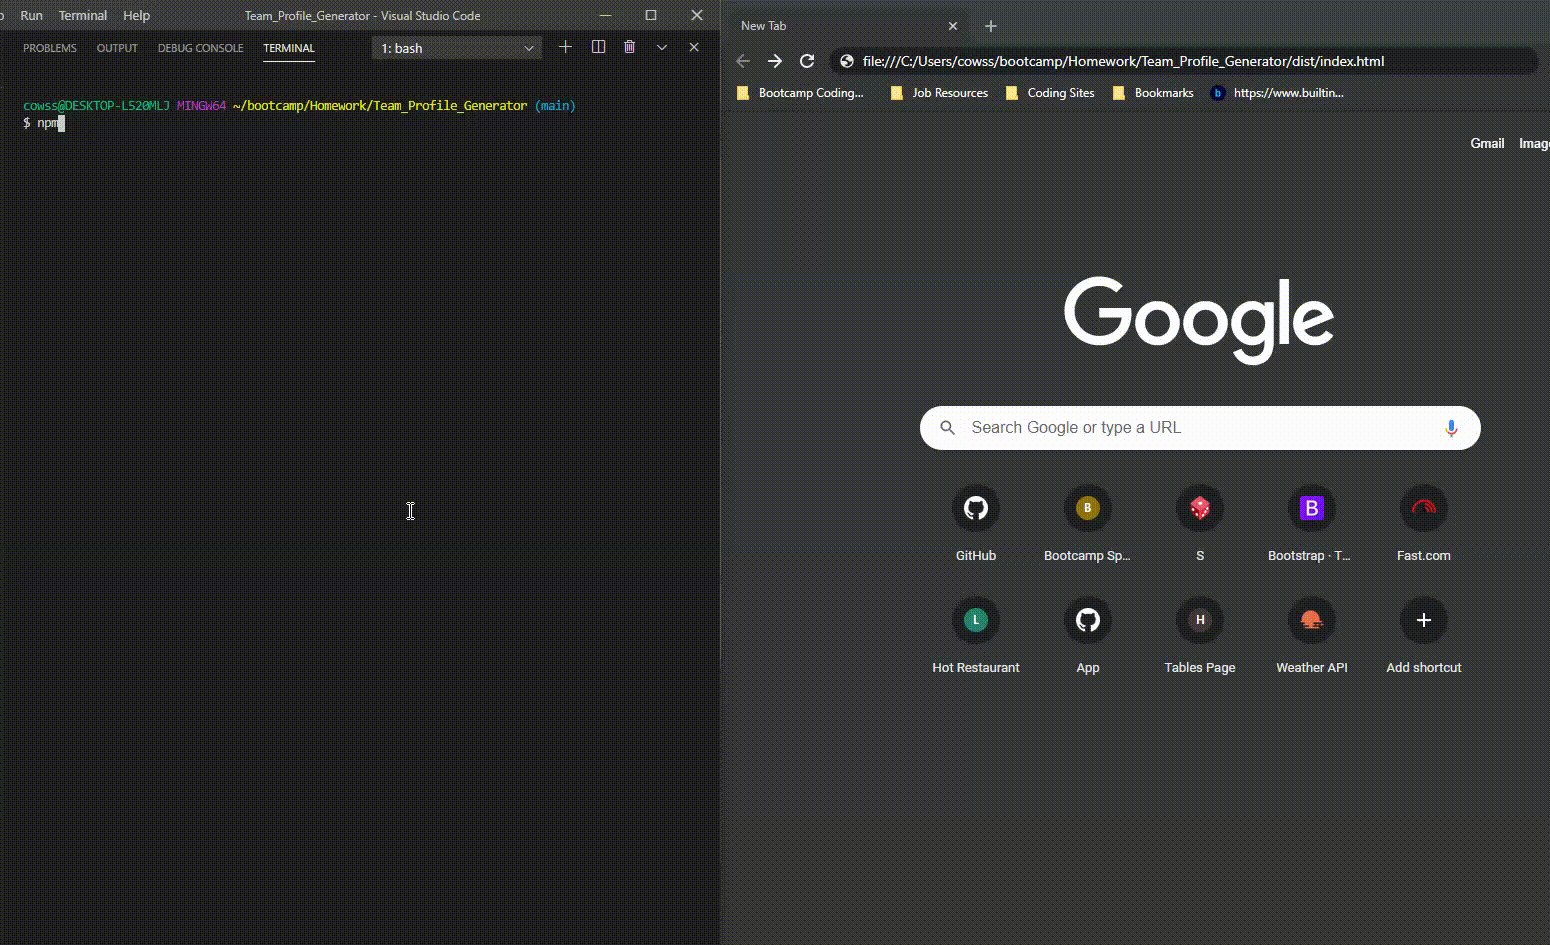 Run Terminal Help Team_Profile_Generator - Visual Studio Code
PROBLEMS OUTPUT DEBUG CONSOLE TERMINAL 1: bash
cowss@DESKTOP-L520MLJ MINGW64 ~/bootcamp/Homework/Team_Profile_Generator (main)
$ npm
New Tab
file:///C:/Users/cowss/bootcamp/Homework/Team_Profile_Generator/dist/index.html
Bootcamp Coding... Job Resources Coding Sites Bookmarks b https://www.builtin...
Gmail Imag
Google
Search Google or type a URL
B B
GitHub Bootcamp Sp... S Bootstrap · T... Fast.com
L H
Hot Restaurant App Tables Page Weather API Add shortcut